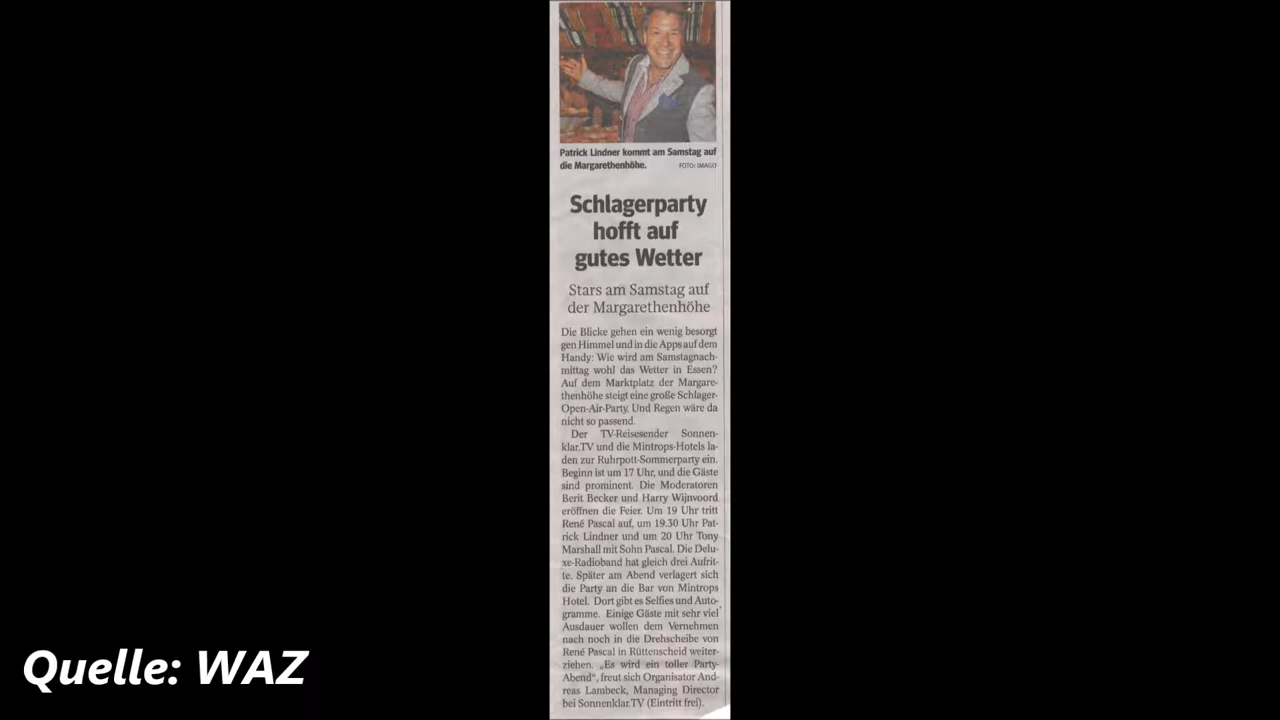 Patrick Lindner kommt am Samstag auf
die Margarethenhöhe. FOTO: IMAGO
Schlagerparty
hofft auf
gutes Wetter
Stars am Samstag auf
der Margarethenhöhe
Die Blicke gehen ein wenig besorgt
gen Himmel und in die Apps auf dem
Handy: Wie wird am Samstagnach-
mittag wohl das Wetter in Essen?
Auf dem Marktplatz der Margare-
thenhöhe steigt eine große Schlager-
Open-Air-Party. Und Regen wäre da
nicht so passend.
Der TV-Reisesender Sonnen-
klar.TV und die Mintrops-Hotels la-
den zur Ruhrpott-Sommerparty ein.
Beginn ist um 17 Uhr, und die Gäste
sind prominent. Die Moderatoren
Berit Becker und Harry Wijnvoord
eröffnen die Feier. Um 19 Uhr tritt
René Pascal auf, um 19.30 Uhr Pat-
rick Lindner und um 20 Uhr Tony
Marshall mit Sohn Pascal. Die Delu-
xe-Radioband hat gleich drei Auftrit-
te. Später am Abend verlagert sich
die Party an die Bar von Mintrops
Hotel. Dort gibt es Selfies und Auto-
gramme. Einige Gäste mit sehr viel
Ausdauer wollen dem Vernehmen
nach noch in die Drehscheibe von
René Pascal in Rüttenscheid weiter-
ziehen. „Es wird ein toller Party-
Abend“, freut sich Organisator And-
reas Lambeck, Managing Director
bei Sonnenklar.TV (Eintritt frei).
Quelle: WAZ